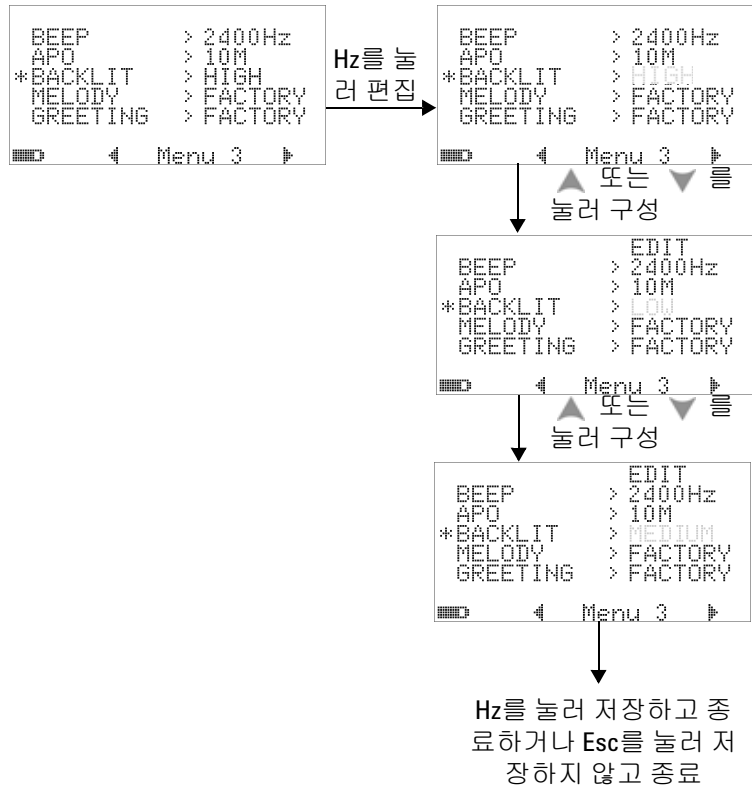 BEEP > 2400Hz
APO > 10M
*BACKLIT > HIGH
MELODY > FACTORY
GREETING > FACTORY
Menu 3
Hz를 눌
러 편집
BEEP > 2400Hz
APO > 10M
*BACKLIT > HIGH
MELODY > FACTORY
GREETING > FACTORY
Menu 3
또는 를
눌러 구성
EDIT
BEEP > 2400Hz
APO > 10M
*BACKLIT > LOW
MELODY > FACTORY
GREETING > FACTORY
Menu 3
또는 를
눌러 구성
EDIT
BEEP > 2400Hz
APO > 10M
*BACKLIT > MEDIUM
MELODY > FACTORY
GREETING > FACTORY
Menu 3
Hz를 눌러 저장하고 종
료하거나 Esc를 눌러 저
장하지 않고 종료